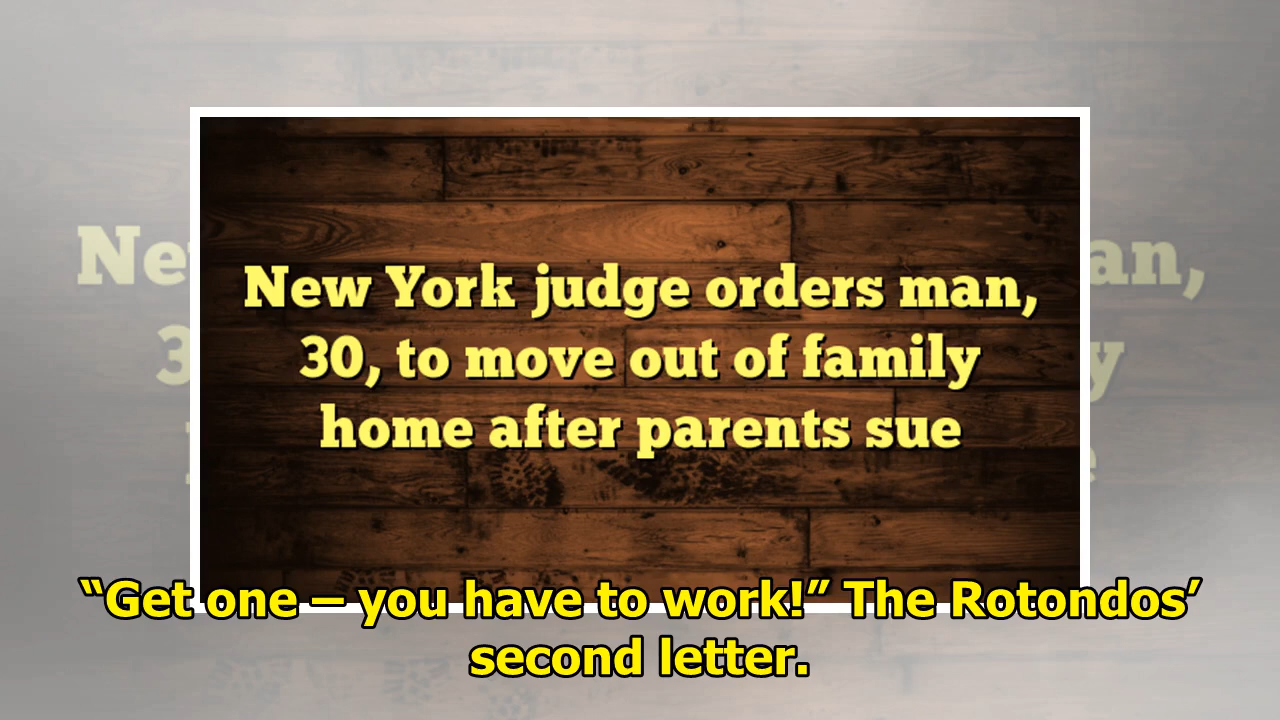 New York judge orders man,
30, to move out of family
home after parents sue
“Get one – you have to work!” The Rotondos’
second letter.